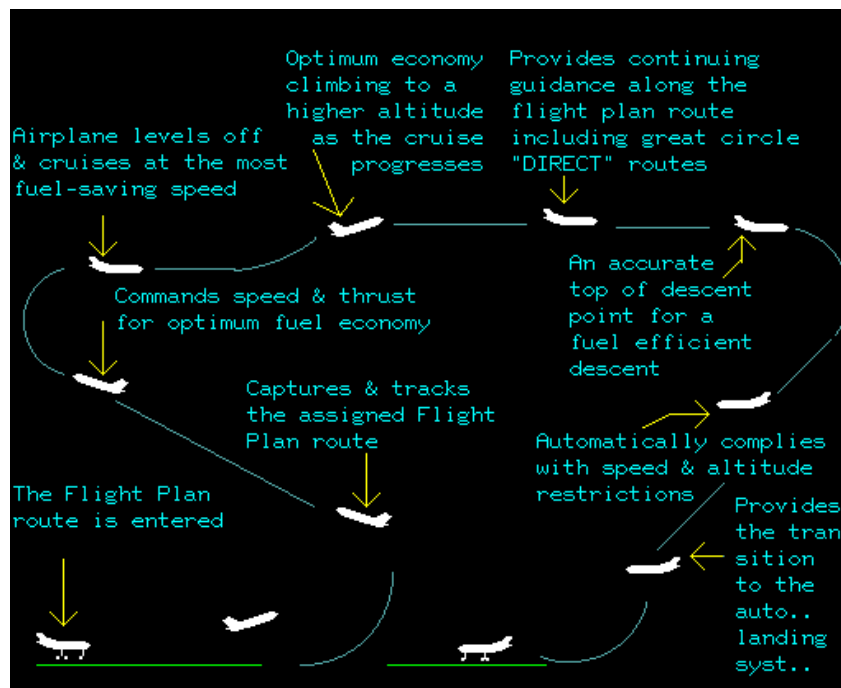 Optimum economy
climbing to a
higher altitude
as the cruise
progresses
Provides continuing
guidance along the
flight plan route
including great circle
"DIRECT" routes
Airplane levels off
& cruises at the most
fuel-saving speed
An accurate
top of descent
point for a
fuel efficient
descent
Commands speed & thrust
for optimum fuel economy
Captures & tracks
the assigned Flight
Plan route
Automatically complies
with speed & altitude
restrictions
The Flight Plan
route is entered
Provides
the tran
sition
to the
auto..
landing
syst..